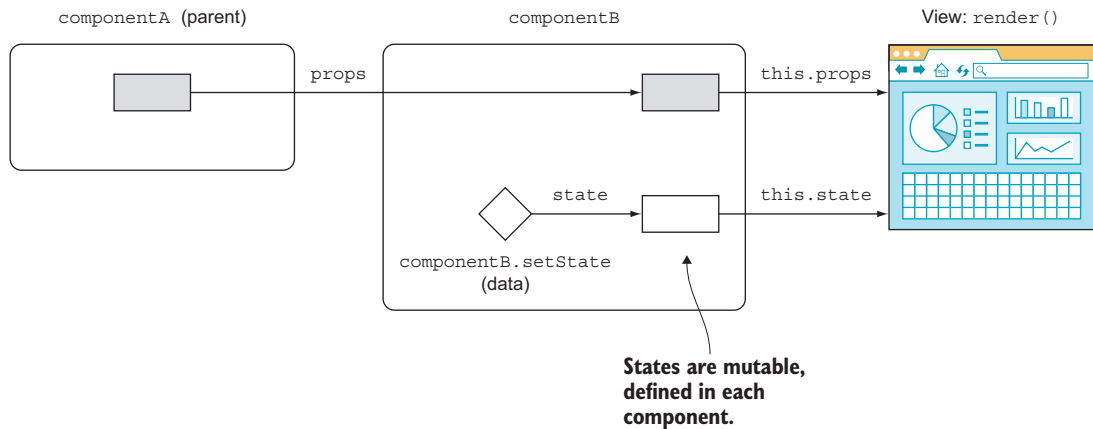 componentA (parent)
componentB
View: render()
props
this.props
state
this.state
componentB.setState
(data)
States are mutable,
defined in each
component.